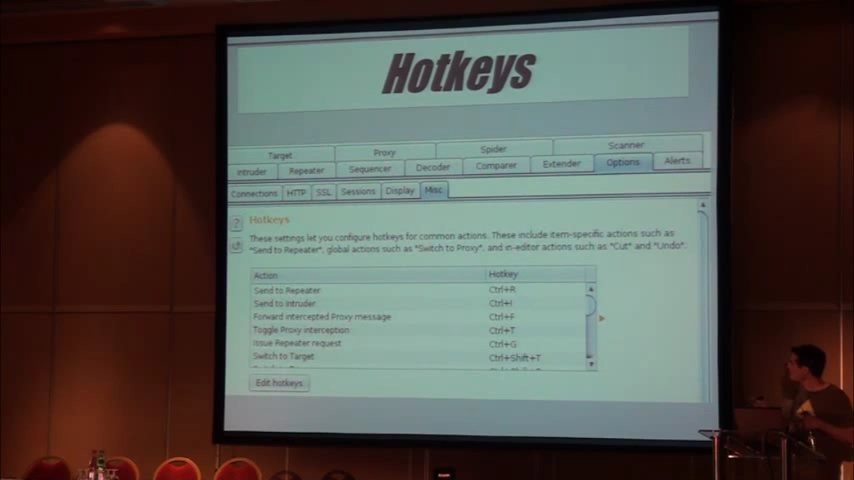 Hotkeys
Target Proxy Spider Scanner
Intruder Repeater Sequencer Decoder Comparer Extender Options Alerts
Connections HTTP SSL Sessions Display Misc
? Hotkeys
These settings let you configure hotkeys for common actions. These include item-specific actions such as
"Send to Repeater", global actions such as "Switch to Proxy", and in-editor actions such as "Cut" and "Undo".
Action Hotkey
Send to Repeater Ctrl+R
Send to Intruder Ctrl+I
Forward intercepted Proxy message Ctrl+F
Toggle Proxy interception Ctrl+T
Issue Repeater request Ctrl+G
Switch to Target Ctrl+Shift+T
Edit hotkeys